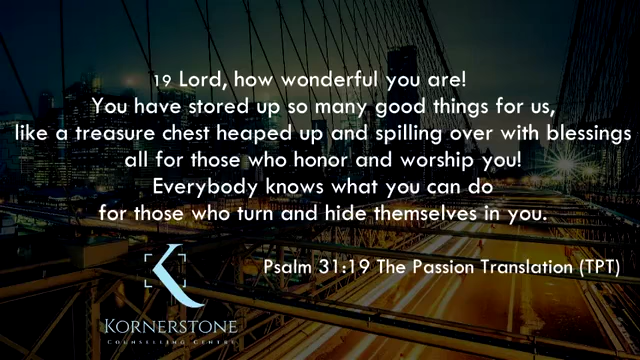 19 Lord, how wonderful you are!
You have stored up so many good things for us,
like a treasure chest heaped up and spilling over with blessings
all for those who honor and worship you!
Everybody knows what you can do
for those who turn and hide themselves in you.
Psalm 31:19 The Passion Translation (TPT)
K
KORNERSTONE
COUNSELLING CENTRE